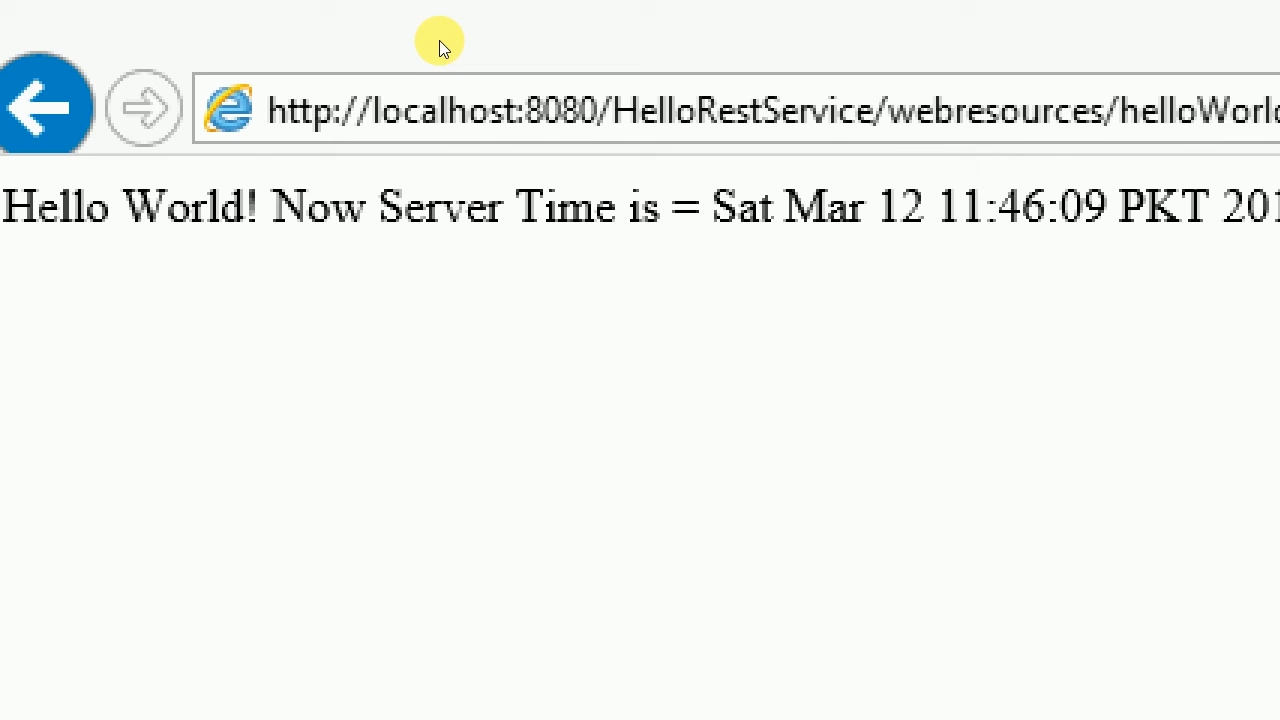 http://localhost:8080/HelloRestService/webresources/helloWorld
Hello World! Now Server Time is = Sat Mar 12 11:46:09 PKT 201